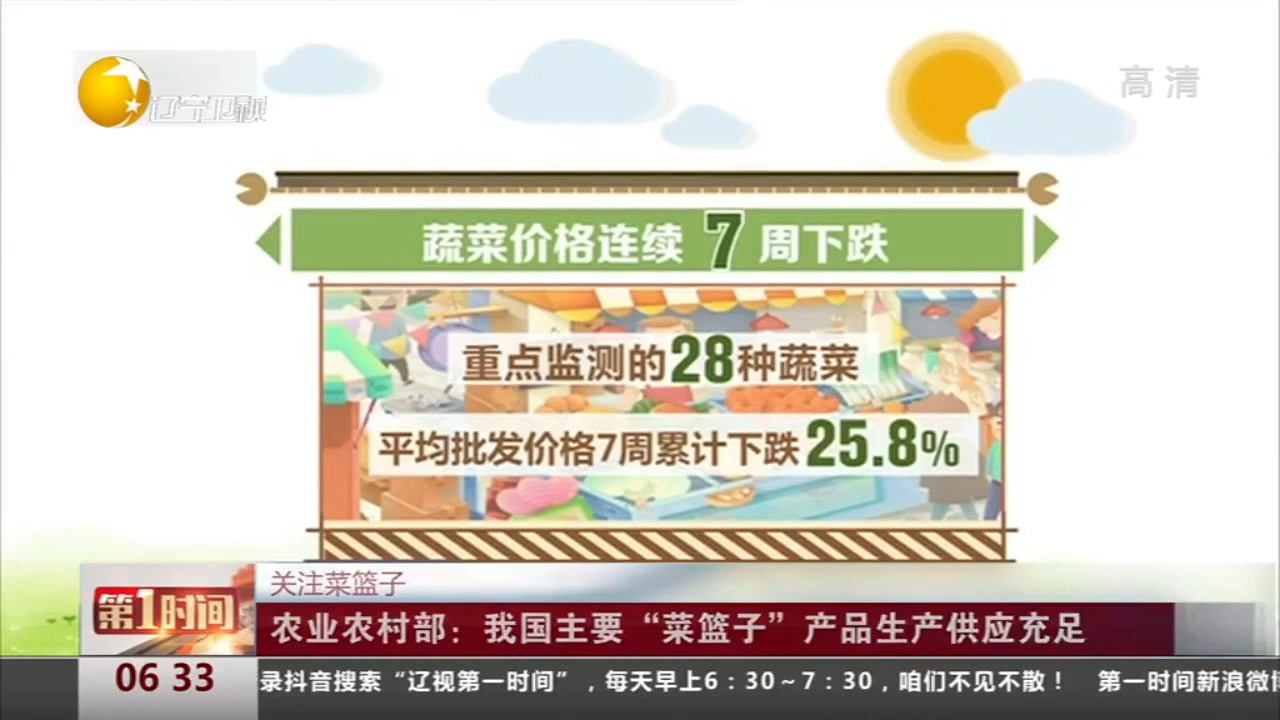 辽宁卫视
高清
蔬菜价格连续7周下跌
重点监测的28种蔬菜
平均批发价格7周累计下跌25.8%
关注菜篮子
第1时间
农业农村部：我国主要“菜篮子”产品生产供应充足
06 33
录抖音搜索“辽视第一时间”，每天早上6：30～7：30，咱们不见不散！ 第一时间新浪微博